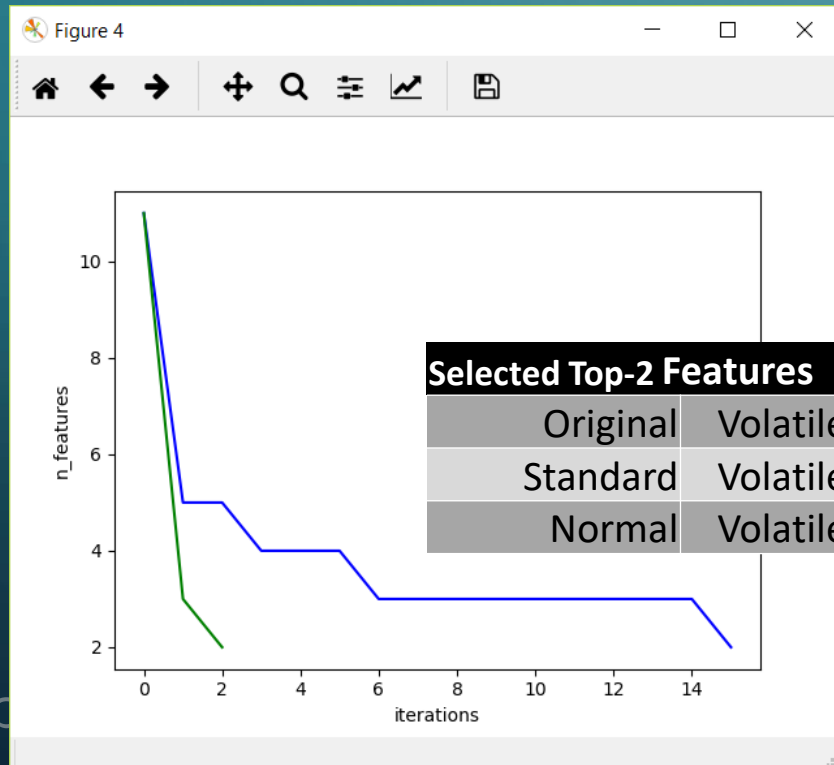 Figure 4
10
8
6
4
2
n_features
0 2 4 6 8 10 12 14
iterations
Selected Top-2 Features
Original Volatile
Standard Volatile
Normal Volatile